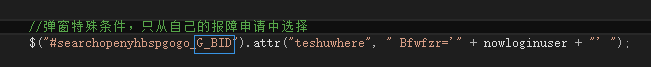 //弹窗特殊条件，只从自己的报障申请中选择
$("#searchopenyhbspgogo_G_BID").attr("teshuwhere", " Bfwfzr='" + nowloginuser + "' ");